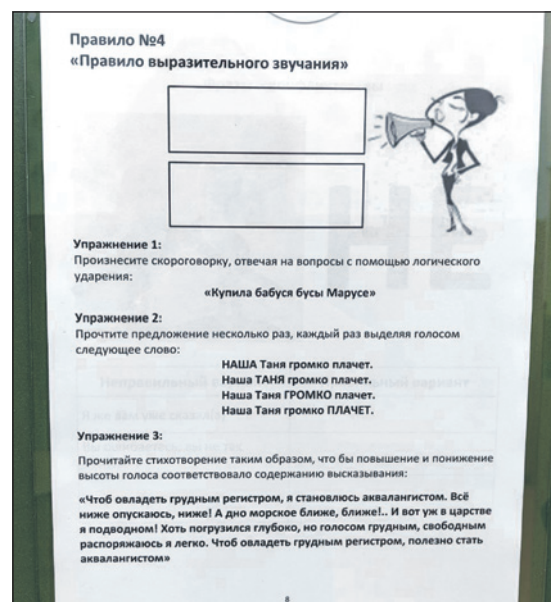 Правило №4
«Правило выразительного звучания»
Упражнение 1:
Произнесите скороговорку, отвечая на вопросы с помощью логического
ударения:
«Купила бабуся бусы Марусе»
Упражнение 2:
Прочтите предложение несколько раз, каждый раз выделяя голосом
следующее слово:
НАША Таня громко плачет.
Наша ТАНЯ громко плачет.
Наша Таня ГРОМКО плачет.
Наша Таня громко ПЛАЧЕТ.
Упражнение 3:
Прочитайте стихотворение таким образом, что бы повышение и понижение
высоты голоса соответствовало содержанию высказывания:
«Чтоб овладеть грудным регистром, я становлюсь аквалангистом. Всё
ниже опускаюсь, ниже! А дно морское ближе, ближе!.. И вот уж в царстве
я подводном! Хоть погрузился глубоко, но голосом грудным, свободным
распоряжаюсь я легко. Чтоб овладеть грудным регистром, полезно стать
аквалангистом»